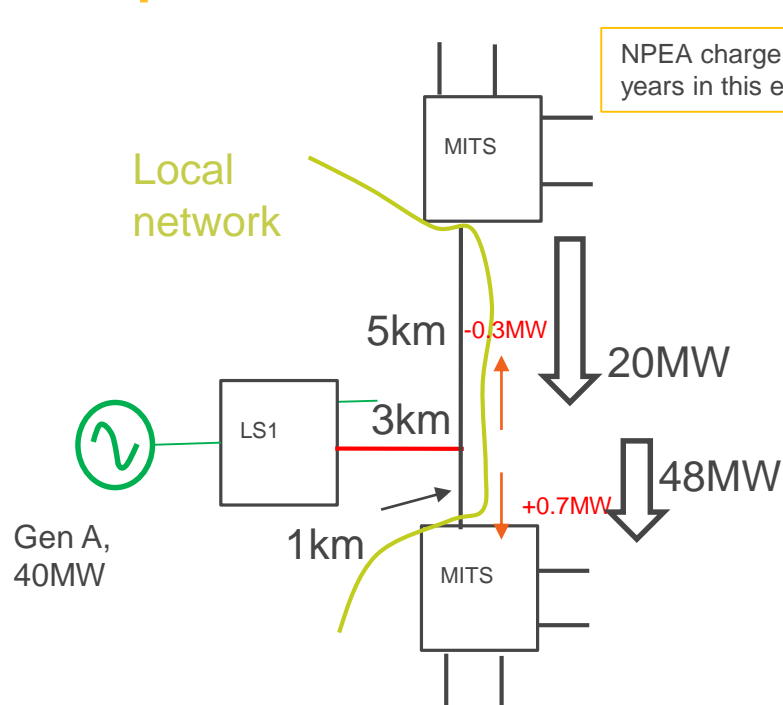 NPEA charge
years in this e
MITS
Local
network
5km
-0.3MW
20MW
3km
LS1
48MW
+0.7MW
Gen A,
40MW
1km
MITS